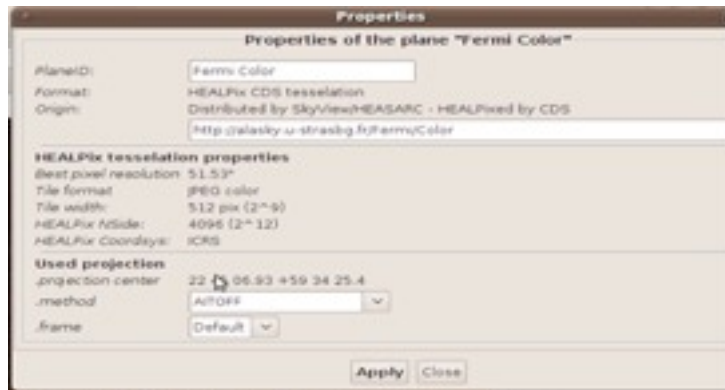 Properties
Properties of the plane "Fermi Color"
PlaneID: Fermi Color
Format: HEALPix CDS tesselation
Origin: Distributed by SkyView/HEASARC - HEALPixed by CDS
http://alasky.u-strasbg.fr/Fermi/Color
HEALPix tesselation properties
Best pixel resolution 51.53"
Tile format JPEG color
Tile width: 512 pix (2^9)
HEALPix NSide: 4096 (2^12)
HEALPix Coordsys: ICRS
Used projection
.projection center 22 06.93 +59 34 25.4
.method AITOFF
.frame Default
Apply Close